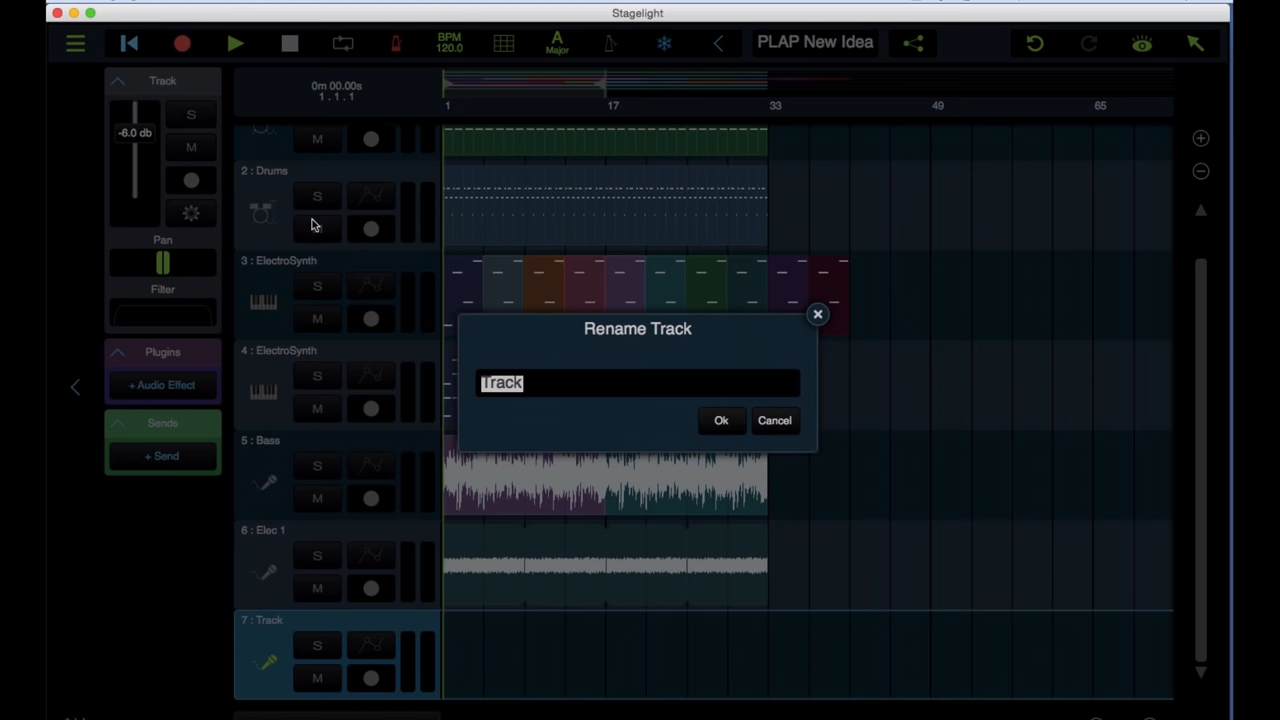 Stagelight
BPM
120.0
A
Major
PLAP New Idea
Track
0m 00.00s
1 . 1 . 1
1
17
33
49
65
-6.0 db
S
M
M
2 : Drums
S
Pan
Filter
3 : ElectroSynth
S
M
Rename Track
Track
Ok
Cancel
Plugins
+ Audio Effect
4 : ElectroSynth
S
M
Sends
+ Send
5 : Bass
S
M
6 : Elec 1
S
M
7 : Track
S
M